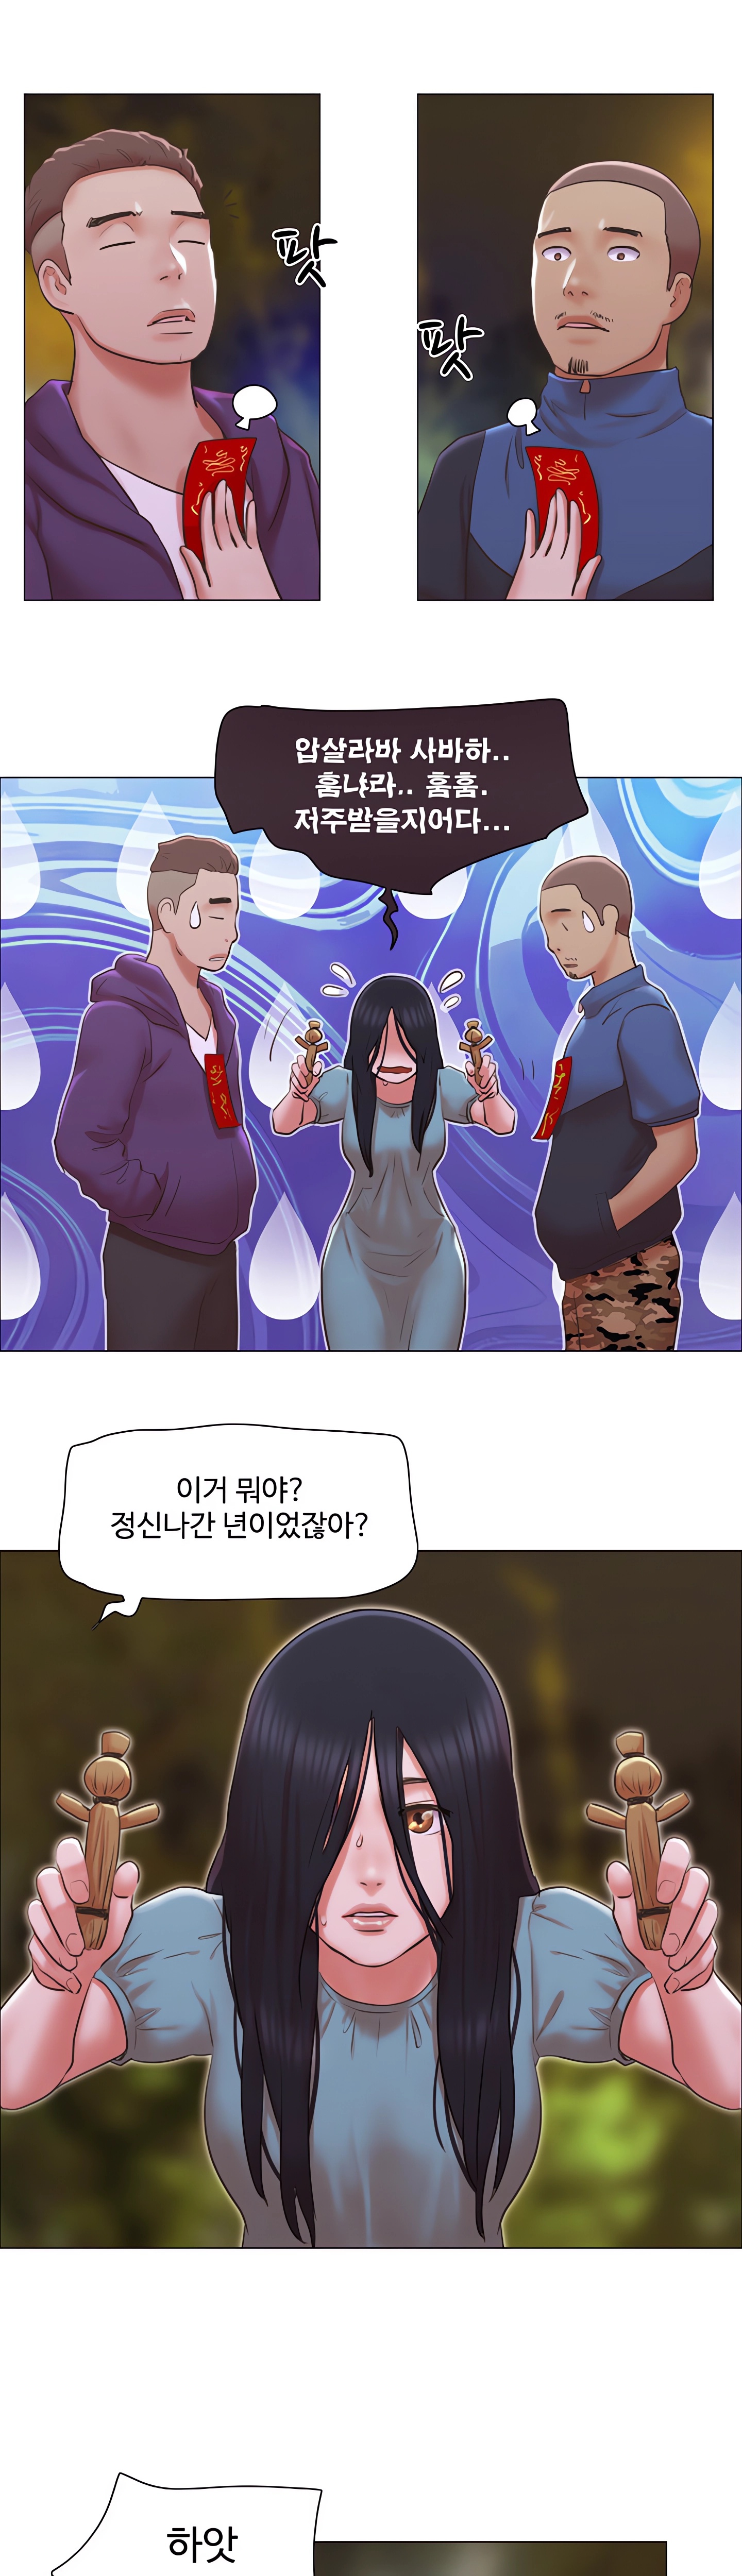 팟
팟
압살라바 사바하..
훔냐라.. 훔훔.
저주받을지어다...
이거 뭐야?
정신나간 년이었잖아?
하앗